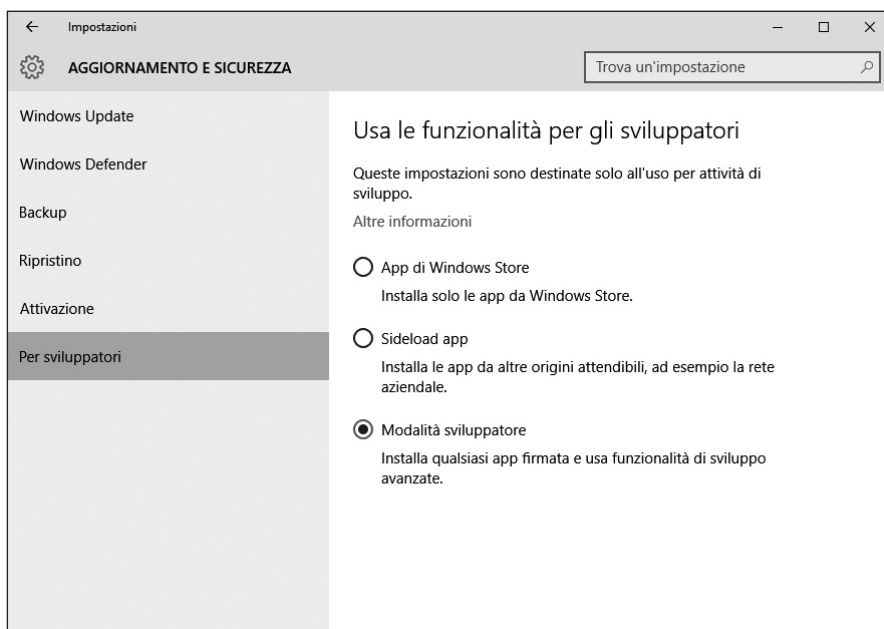 Impostazioni
AGGIORNAMENTO E SICUREZZA
Trova un'impostazione
Windows Update
Windows Defender
Backup
Ripristino
Attivazione
Per sviluppatori
Usa le funzionalità per gli sviluppatori
Queste impostazioni sono destinate solo all'uso per attività di
sviluppo.
Altre informazioni
App di Windows Store
Installa solo le app da Windows Store.
Sideload app
Installa le app da altre origini attendibili, ad esempio la rete
aziendale.
Modalità sviluppatore
Installa qualsiasi app firmata e usa funzionalità di sviluppo
avanzate.